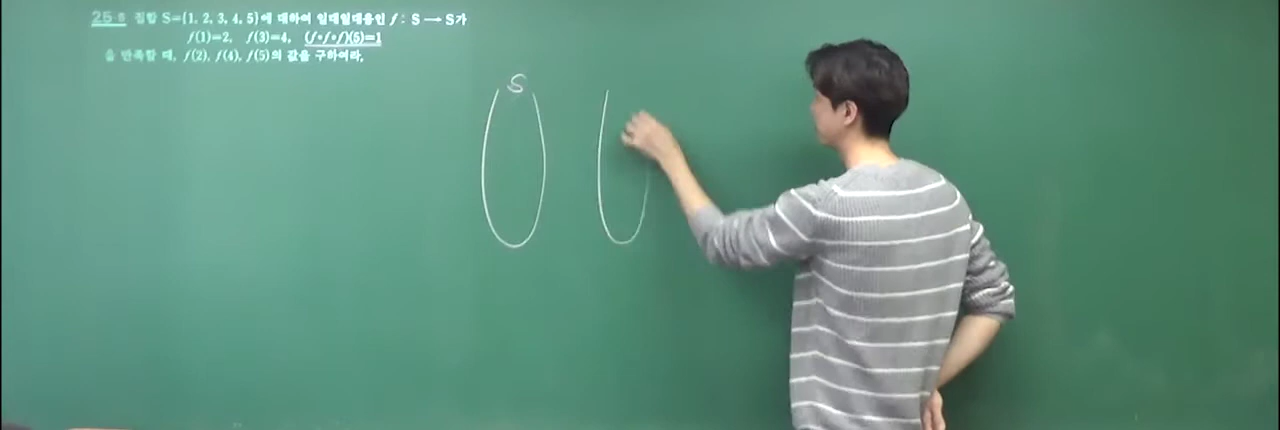 25-8 집합 S={1, 2, 3, 4, 5}에 대하여 일대일대응인 f : S → S가
f(1)=2, f(3)=4, (f∘f∘f)(5)=1
을 만족할 때, f(2), f(4), f(5)의 값을 구하여라.
S